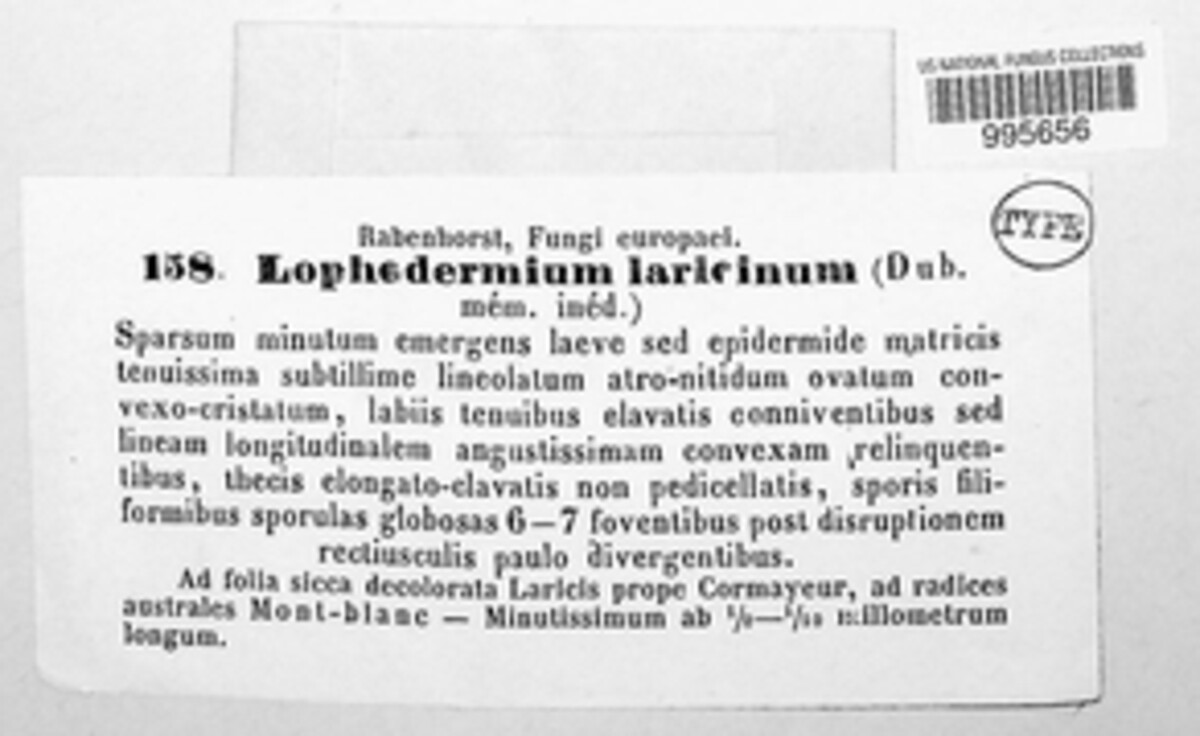 US NATIONAL FUNGUS COLLECTIONS
995656
TYPE
Rabenhorst, Fungi europaei.
158. Lophodermium laricinum (Dub.
mém. inéd.)
Sparsum minutum emergens laeve sed epidermide matricis
tenuissima subtillime lineolatum atro-nitidum ovatum con-
vexo-cristatum, labiis tenuibus elavatis conniventibus sed
lineam longitudinalem angustissimam convexam relinquen-
tibus, thecis elongato-clavatis non pedicellatis, sporis fili-
formibus sporulas globosas 6–7 foventibus post disruptionem
rectiusculis paulo divergentibus.
Ad folia sicca decolorata Laricis prope Cormayeur, ad radices
australes Mont-blanc — Minutissimum ab millometrum
longum.